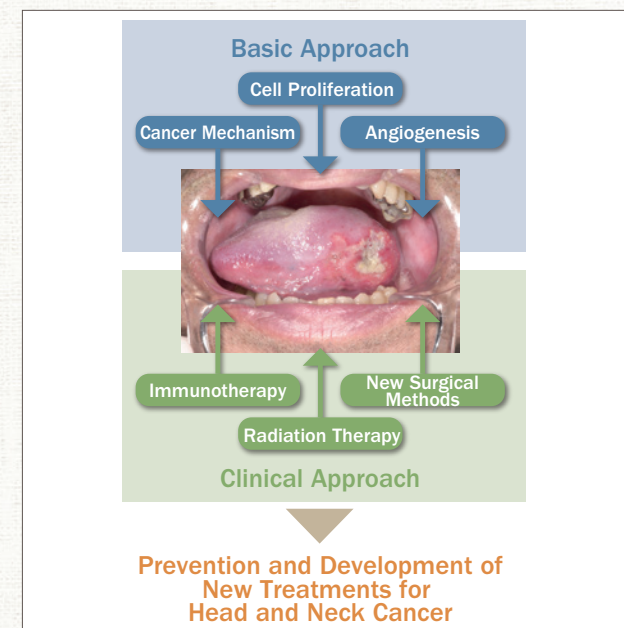 Basic Approach
Cell Proliferation
Cancer Mechanism
Angiogenesis
Immunotherapy
New Surgical
Methods
Radiation Therapy
Clinical Approach
Prevention and Development of
New Treatments for
Head and Neck Cancer